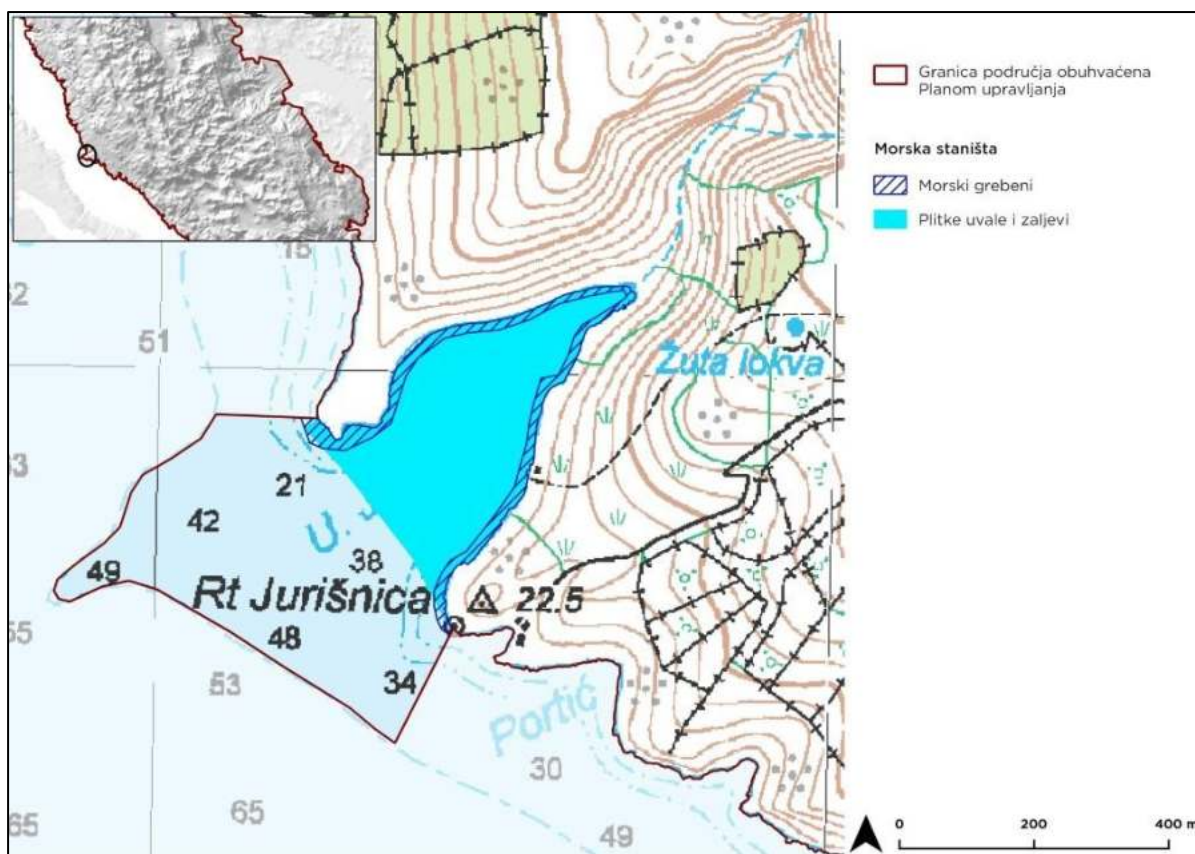 Granica područja obuhvaćena
Planom upravljanja
Morska staništa
Morski grebeni
Plitke uvale i zaljevi
15
51
Žuta lokva
21
42
U. J
38
49
Rt Jurišnica
22.5
48
34
53
Portić
30
65
49
0
200
400 m